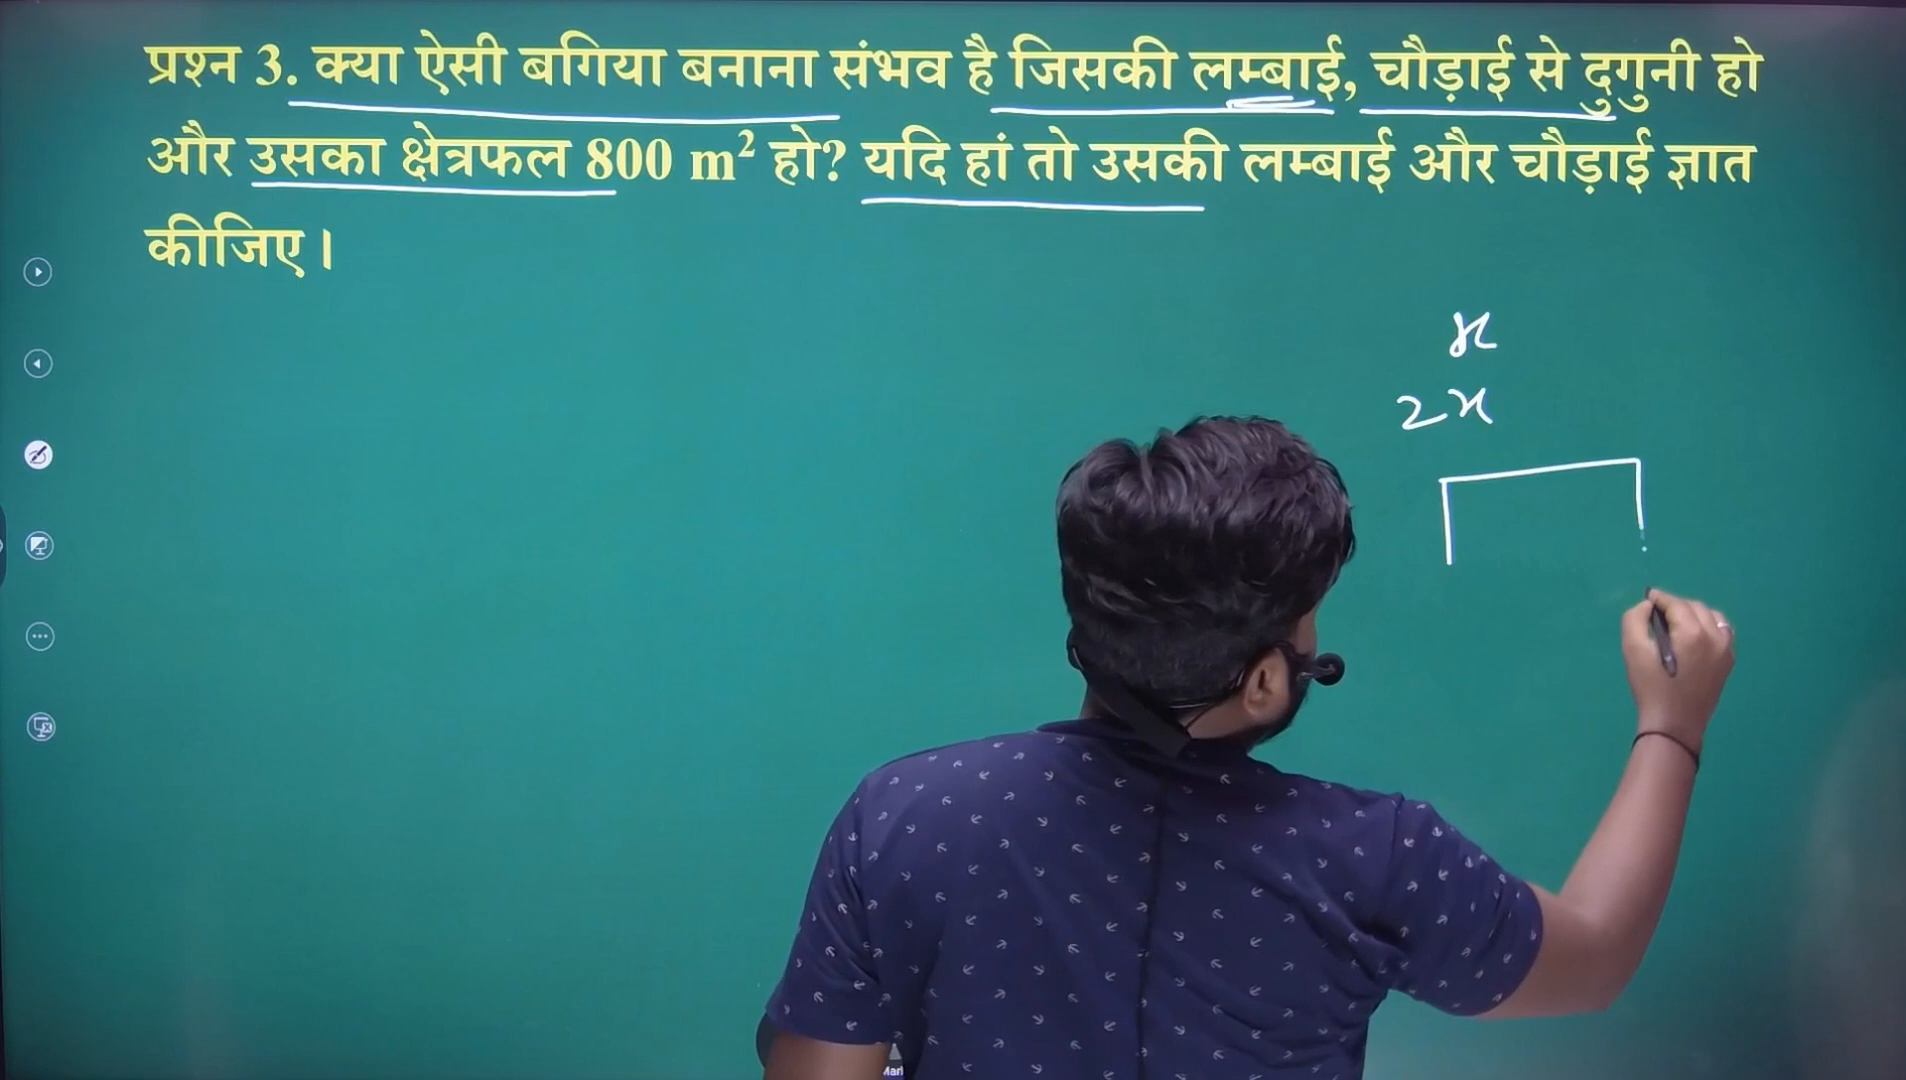 प्रश्न 3. क्या ऐसी बगिया बनाना संभव है जिसकी लम्बाई, चौड़ाई से दुगुनी हो
और उसका क्षेत्रफल 800 m² हो? यदि हां तो उसकी लम्बाई और चौड़ाई ज्ञात
कीजिए।
x
2x